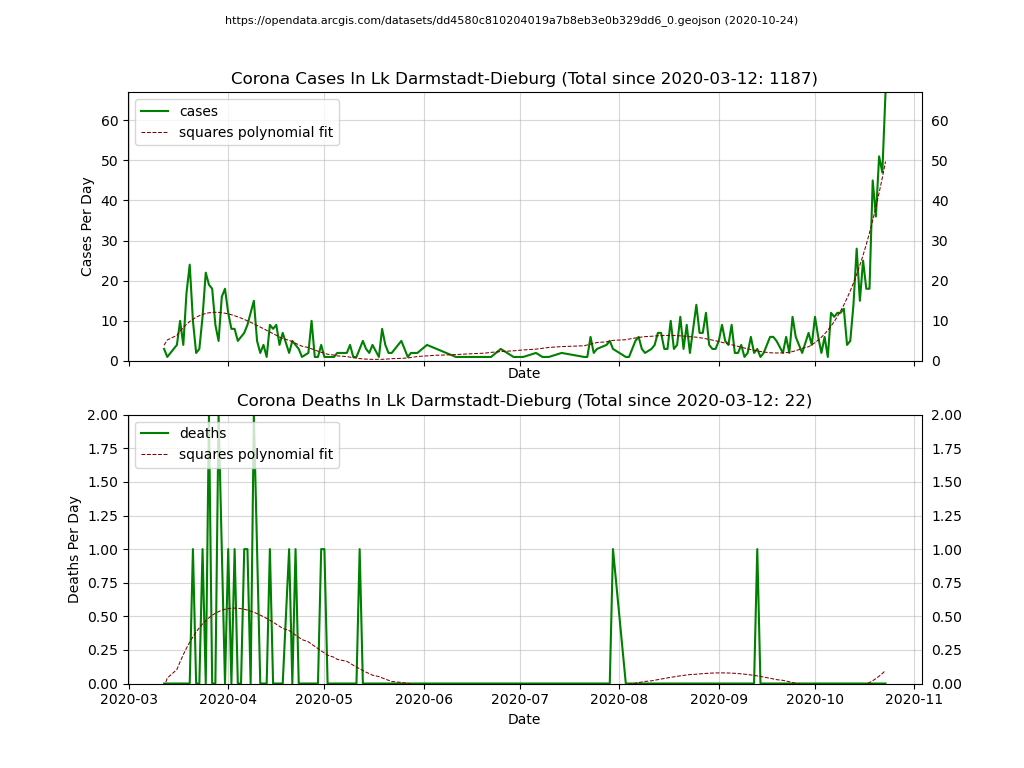 https://opendata.arcgis.com/datasets/dd4580c810204019a7b8eb3e0b329dd6_0.geojson (2020-10-24)
Corona Cases In Lk Darmstadt-Dieburg (Total since 2020-03-12: 1187)
cases
squares polynomial fit
Cases Per Day
60
50
40
30
20
10
0
60
50
40
30
20
10
0
Date
Corona Deaths In Lk Darmstadt-Dieburg (Total since 2020-03-12: 22)
deaths
squares polynomial fit
Deaths Per Day
2.00
1.75
1.50
1.25
1.00
0.75
0.50
0.25
0.00
2.00
1.75
1.50
1.25
1.00
0.75
0.50
0.25
0.00
2020-03 2020-04 2020-05 2020-06 2020-07 2020-08 2020-09 2020-10 2020-11
Date